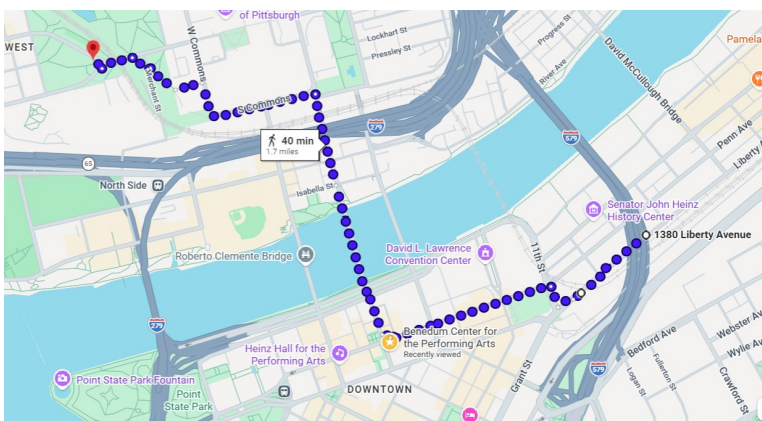 of Pittsburgh
WEST
W Commons
Lockhart St
Pressley St
Progress St
River Ave
David McCullough Bridge
Pamela
Merchant St
S Commons
279
579
40 min
1.7 miles
65
Penn Ave
Liberty A
North Side
Isabella St
Senator John Heinz
History Center
1380 Liberty Avenue
Roberto Clemente Bridge
David L. Lawrence
Convention Center
11th St
279
Benedum Center for
the Performing Arts
Recently viewed
Heinz Hall for the
Performing Arts
Bedford Ave
Webster Av
Wylie Av
579
Grant St
Logan St
Fullerton St
Crawford St
Point State Park Fountain
Point
State Park
DOWNTOWN